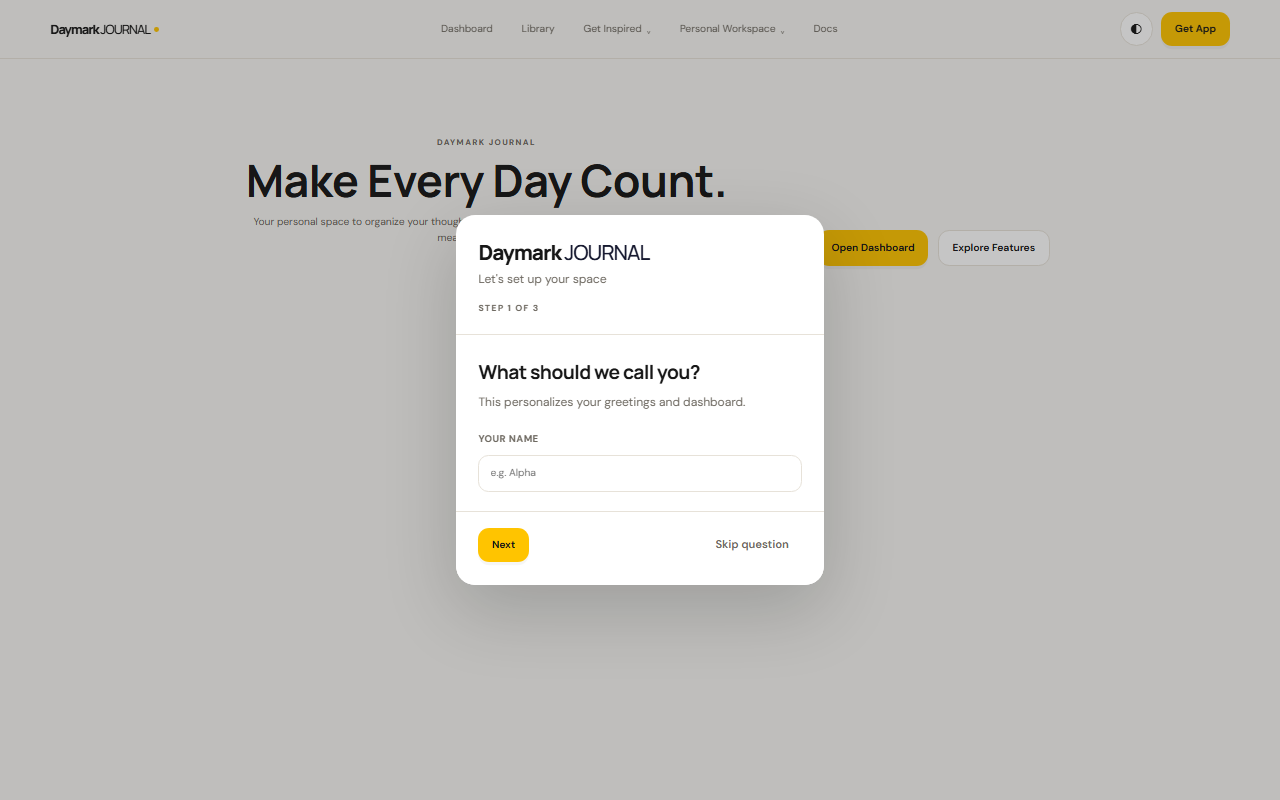 DaymarkJOURNAL
Dashboard
Library
Get Inspired
Personal Workspace
Docs
Get App
DAYMARK JOURNAL
Make Every Day Count.
Your personal space to organize your
Open Dashboard
Explore Features
Daymark JOURNAL
Let's set up your space
STEP 1 OF 3
What should we call you?
This personalizes your greetings and dashboard.
YOUR NAME
e.g. Alpha
Next
Skip question